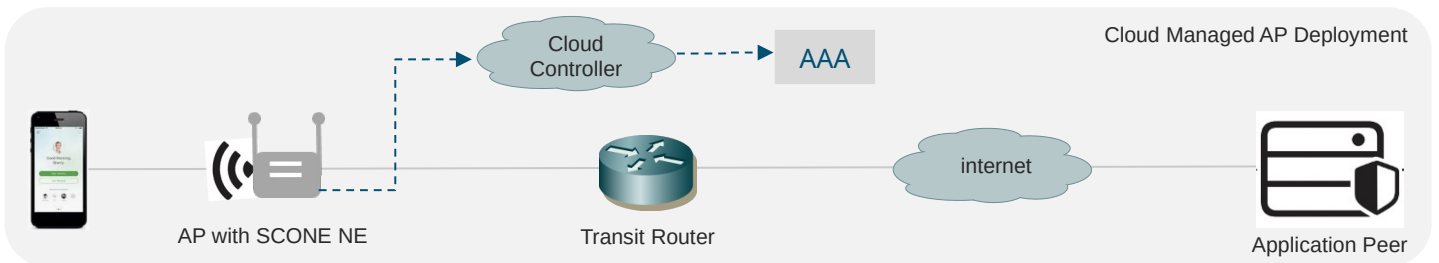 Cloud Managed AP Deployment
Cloud
Controller
AAA
internet
AP with SCONE NE
Transit Router
Application Peer